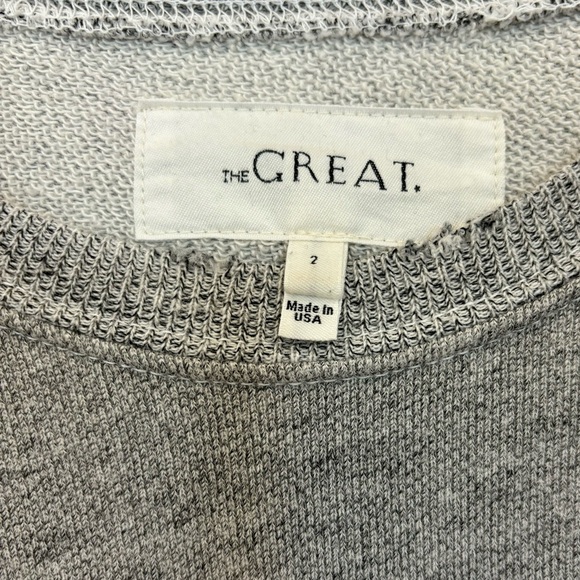 THE GREAT.
2
Made in
USA